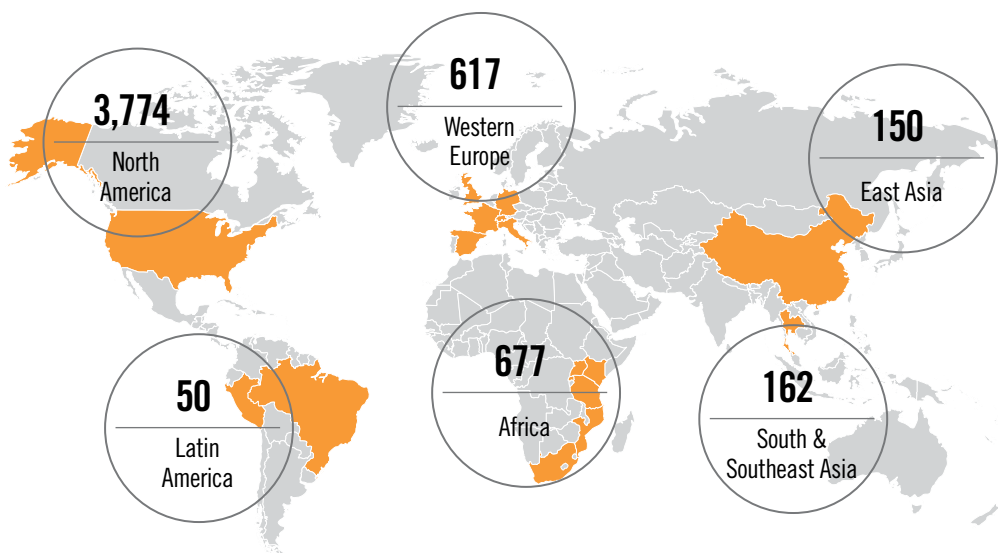 3,774
North
America
617
Western
Europe
150
East Asia
50
Latin
America
677
Africa
162
South &
Southeast Asia